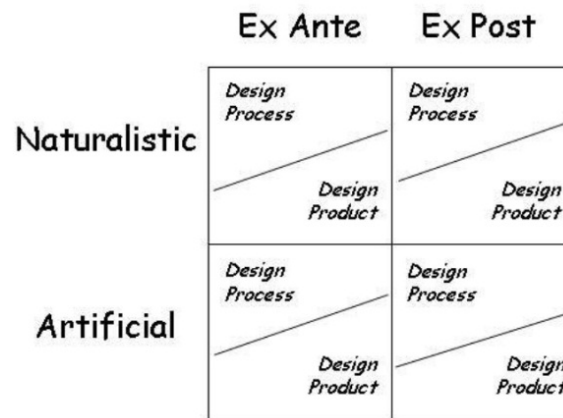 Ex Ante Ex Post
Naturalistic
Design
Process
Design
Product
Design
Process
Design
Product
Artificial
Design
Process
Design
Product
Design
Process
Design
Product